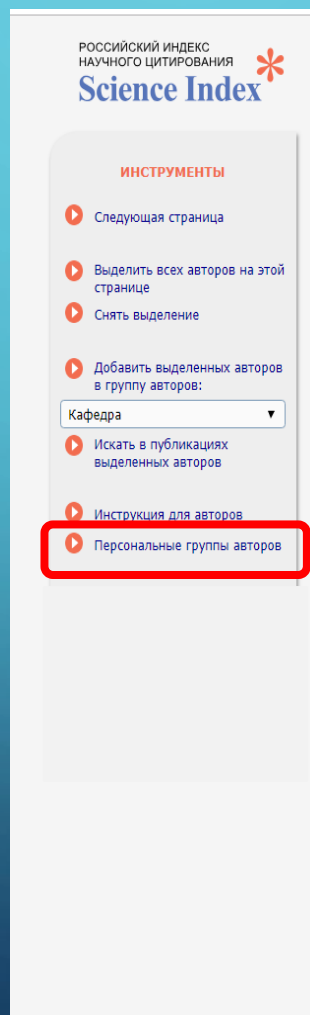 РОССИЙСКИЙ ИНДЕКС
НАУЧНОГО ЦИТИРОВАНИЯ
Science Index
ИНСТРУМЕНТЫ
Следующая страница
Выделить всех авторов на этой
странице
Снять выделение
Добавить выделенных авторов
в группу авторов:
Кафедра
Искать в публикациях
выделенных авторов
Инструкция для авторов
Персональные группы авторов